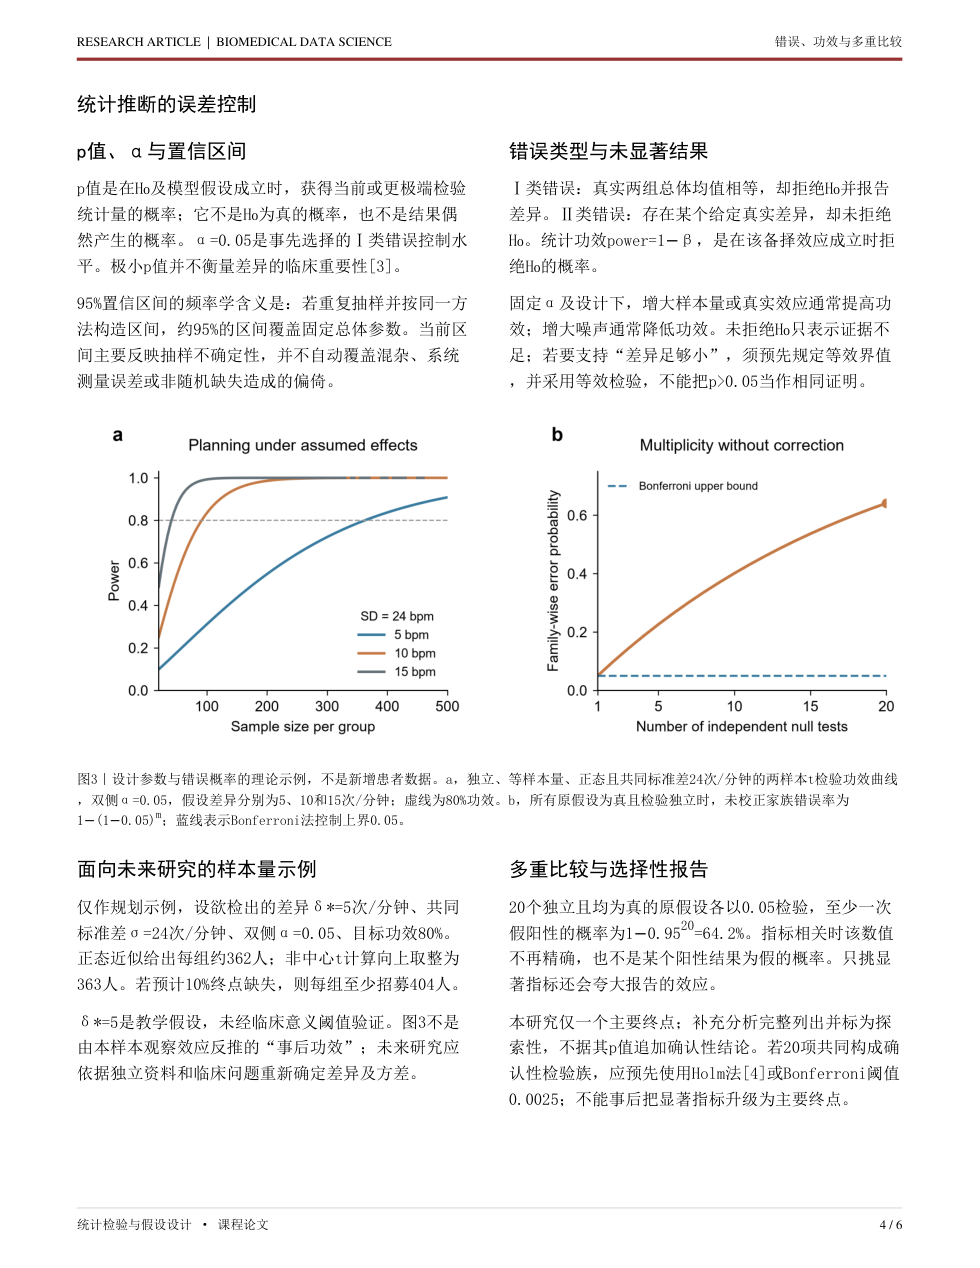 RESEARCH ARTICLE | BIOMEDICAL DATA SCIENCE
错误、功效与多重比较
统计推断的误差控制
p值、α与置信区间
p值是在H₀及模型假设成立时，获得当前或更极端检验
统计量的概率；它不是H₀为真的概率，也不是结果偶
然产生的概率。α=0.05是事先选择的Ⅰ类错误控制水
平。极小p值并不衡量差异的临床重要性[3]。
95%置信区间的频率学含义是：若重复抽样并按同一方
法构造区间，约95%的区间覆盖固定总体参数。当前区
间主要反映抽样不确定性，并不自动覆盖混杂、系统
测量误差或非随机缺失造成的偏倚。
错误类型与未显著结果
Ⅰ类错误：真实两组总体均值相等，却拒绝H₀并报告
差异。Ⅱ类错误：存在某个给定真实差异，却未拒绝
H₀。统计功效power=1−β，是在该备择效应成立时拒
绝H₀的概率。
固定α及设计下，增大样本量或真实效应通常提高功
效；增大噪声通常降低功效。未拒绝H₀只表示证据不
足；若要支持“差异足够小”，须预先规定等效界值
，并采用等效检验，不能把p>0.05当作相同证明。
a
Planning under assumed effects
1.0
0.8
0.6
0.4
0.2
0.0
Power
SD = 24 bpm
5 bpm
10 bpm
15 bpm
100 200 300 400 500
Sample size per group
b
Multiplicity without correction
Bonferroni upper bound
0.6
0.4
0.2
0.0
Family-wise error probability
1 5 10 15 20
Number of independent null tests
图3｜设计参数与错误概率的理论示例，不是新增患者数据。a，独立、等样本量、正态且共同标准差24次/分钟的两样本t检验功效曲线
，双侧α=0.05，假设差异分别为5、10和15次/分钟；虚线为80%功效。b，所有原假设为真且检验独立时，未校正家族错误率为
1−(1−0.05)ᵐ；蓝线表示Bonferroni法控制上界0.05。
面向未来研究的样本量示例
仅作规划示例，设欲检出的差异δ*=5次/分钟、共同
标准差σ=24次/分钟、双侧α=0.05、目标功效80%。
正态近似给出每组约362人；非中心t计算向上取整为
363人。若预计10%终点缺失，则每组至少招募404人。
δ*=5是教学假设，未经临床意义阈值验证。图3不是
由本样本观察效应反推的“事后功效”；未来研究应
依据独立资料和临床问题重新确定差异及方差。
多重比较与选择性报告
20个独立且均为真的原假设各以0.05检验，至少一次
假阳性的概率为1−0.95²⁰=64.2%。指标相关时该数值
不再精确，也不是某个阳性结果为假的概率。只挑显
著指标还会夸大报告的效应。
本研究仅一个主要终点；补充分析完整列出并标为探
索性，不据其p值追加确认性结论。若20项共同构成确
认性检验族，应预先使用Holm法[4]或Bonferroni阈值
0.0025；不能事后把显著指标升级为主要终点。
统计检验与假设设计 • 课程论文
4 / 6